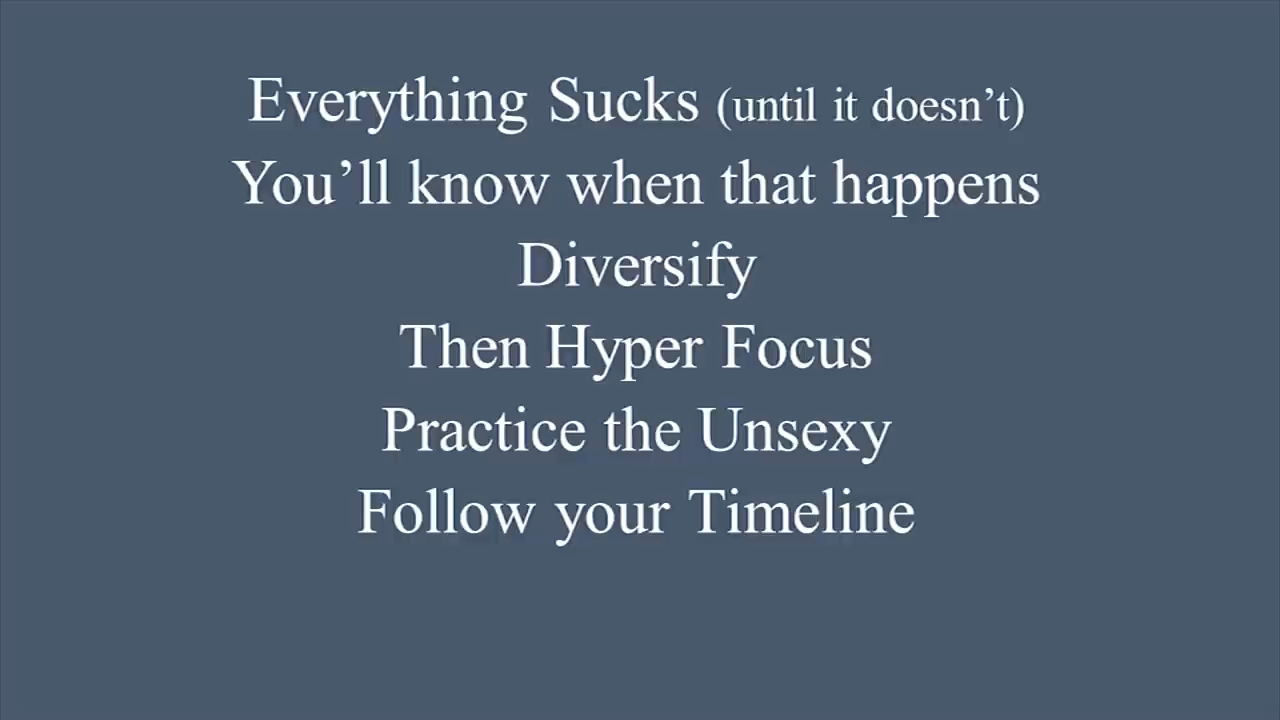 Everything Sucks (until it doesn’t)
You’ll know when that happens
Diversify
Then Hyper Focus
Practice the Unsexy
Follow your Timeline